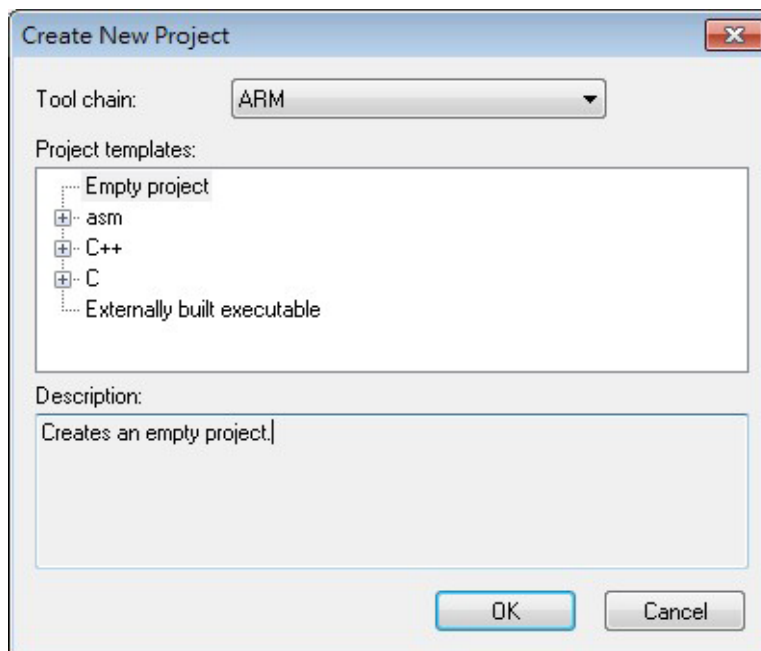 Create New Project
Tool chain: ARM
Project templates:
Empty project
asm
C++
C
Externally built executable
Description:
Creates an empty project.
OK Cancel